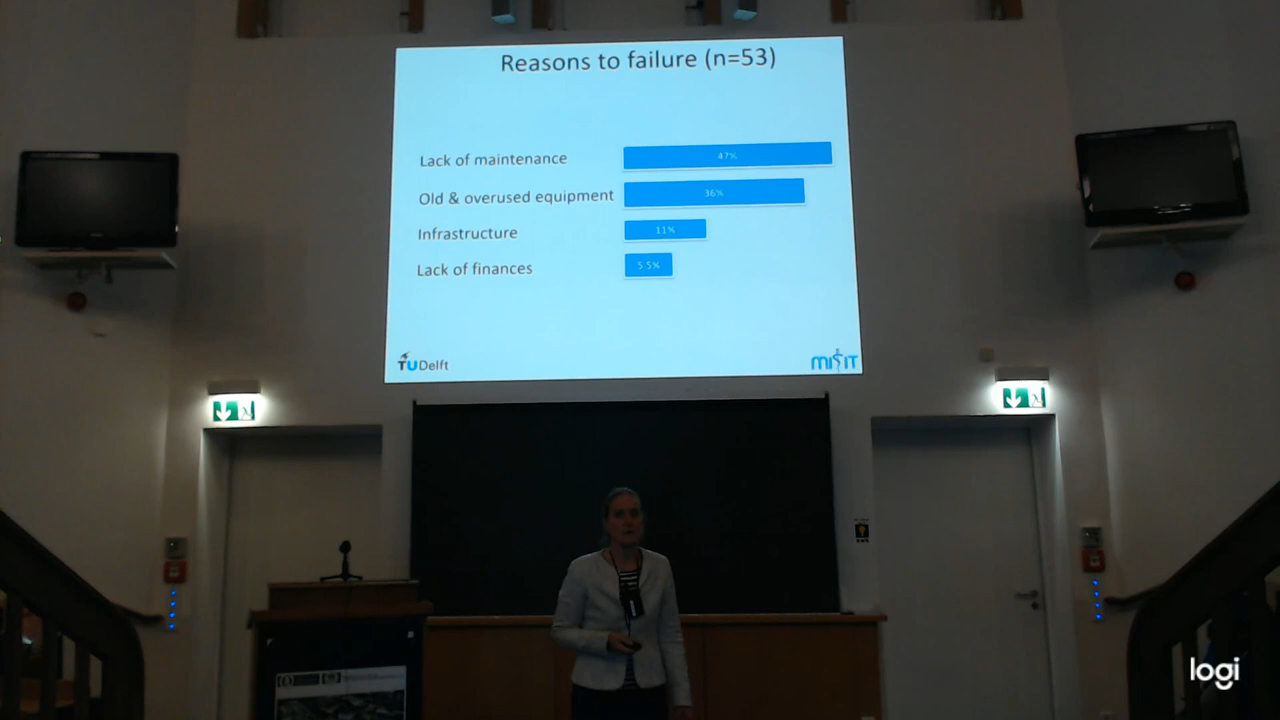 Reasons to failure (n=53)
Lack of maintenance 47%
Old & overused equipment 36%
Infrastructure 11%
Lack of finances 5 5%
TUDelft
MISIT
logi